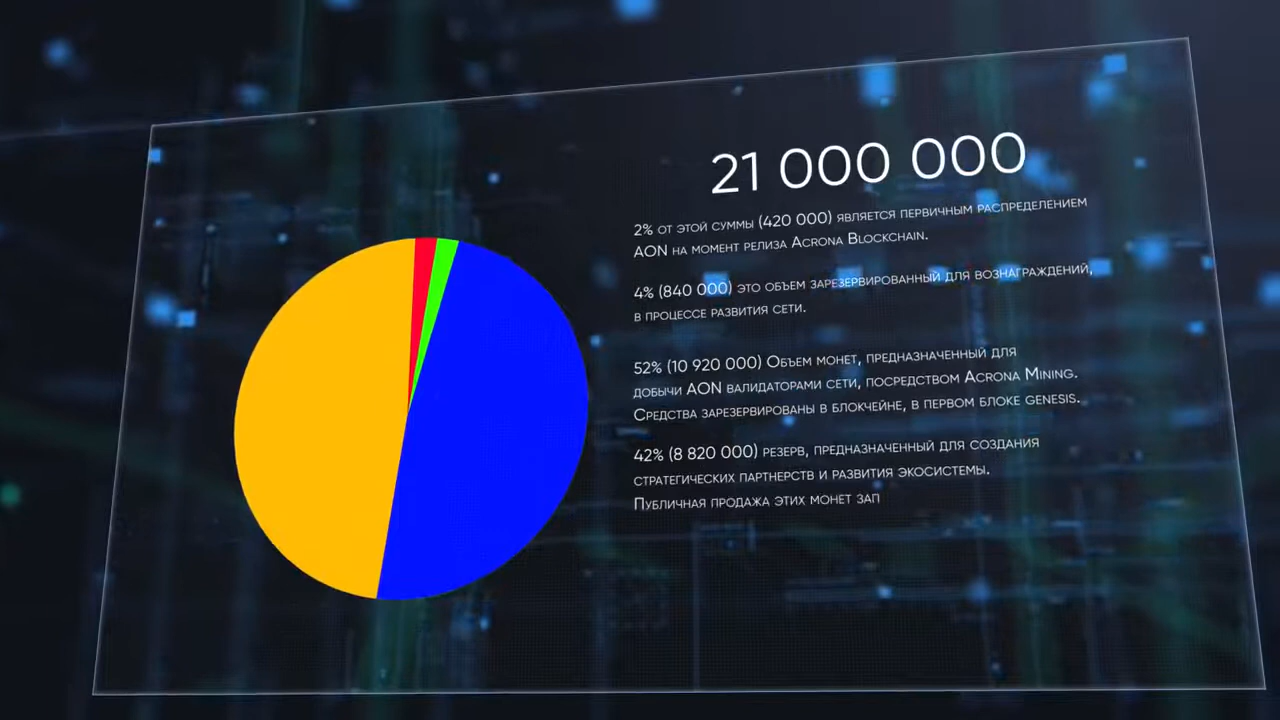 21 000 000
2% от этой суммы (420 000) является первичным распределением
AON на момент релиза Acrona Blockchain.
4% (840 000) это объем зарезервированный для вознаграждений,
в процессе развития сети.
52% (10 920 000) Объем монет, предназначенный для
добычи AON валидаторами сети, посредством Acrona Mining.
Средства зарезервированы в блокчейне, в первом блоке genesis.
42% (8 820 000) резерв, предназначенный для создания
стратегических партнерств и развития экосистемы.
Публичная продажа этих монет зап